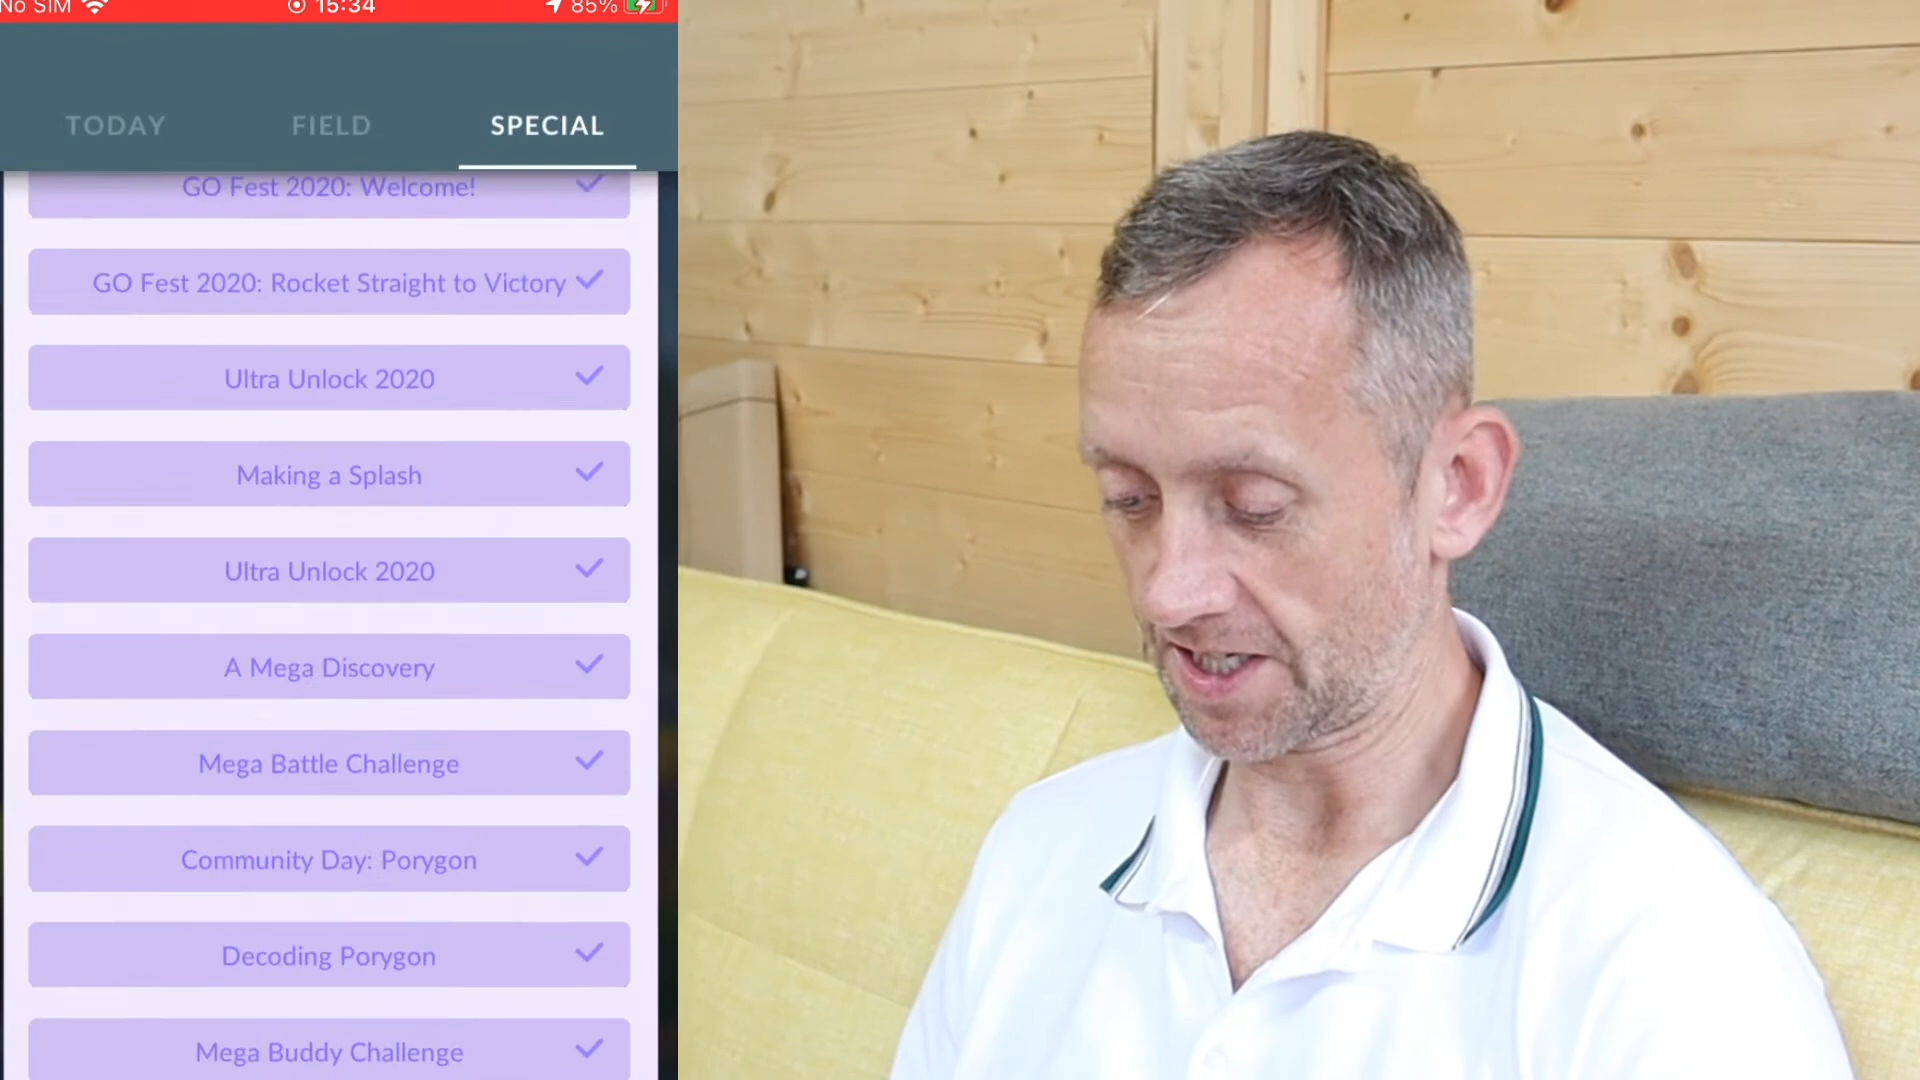 No SIM 15:34 85%
TODAY FIELD SPECIAL
GO Fest 2020: Welcome!
GO Fest 2020: Rocket Straight to Victory
Ultra Unlock 2020
Making a Splash
Ultra Unlock 2020
A Mega Discovery
Mega Battle Challenge
Community Day: Porygon
Decoding Porygon
Mega Buddy Challenge